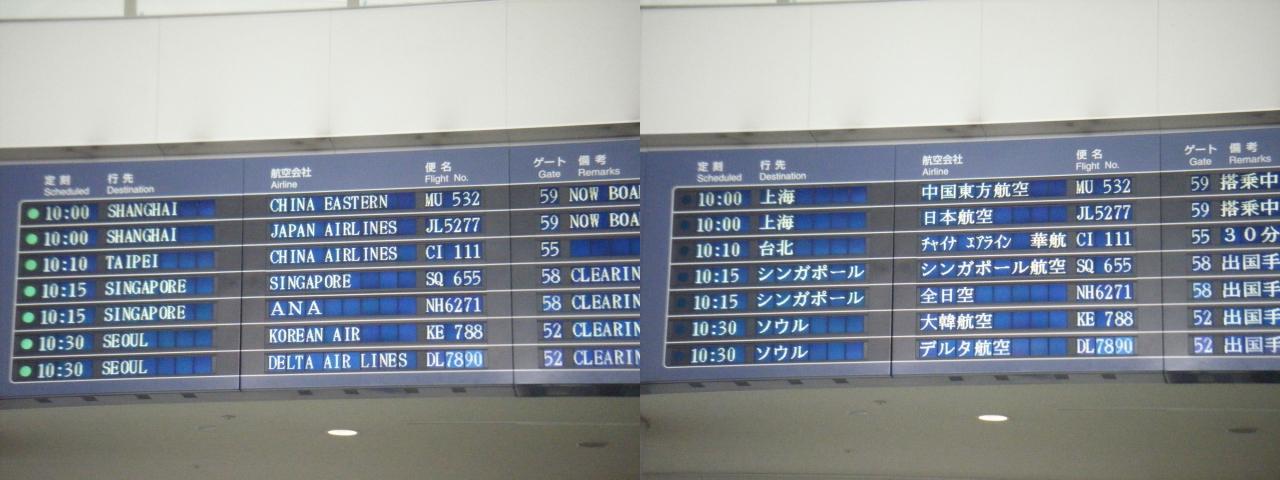 定刻 行先 航空会社 便名 ゲート 備考
Scheduled Destination Airline Flight No. Gate Remarks
10:00 SHANGHAI CHINA EASTERN MU 532 59 NOW BOA
10:00 SHANGHAI JAPAN AIRLINES JL5277 59 NOW BOA
10:10 TAIPEI CHINA AIRLINES CI 111 55
10:15 SINGAPORE SINGAPORE SQ 655 58 CLEARIN
10:15 SINGAPORE ANA NH6271 58 CLEARIN
10:30 SEOUL KOREAN AIR KE 788 52 CLEARIN
10:30 SEOUL DELTA AIR LINES DL7890 52 CLEARIN
定刻 行先 航空会社 便名 ゲート 備考
Scheduled Destination Airline Flight No. Gate Remarks
10:00 上海 中国東方航空 MU 532 59 搭乗中
10:00 上海 日本航空 JL5277 59 搭乗中
10:10 台北 チャイナ エアライン 華航 CI 111 55 30分
10:15 シンガポール シンガポール航空 SQ 655 58 出国手
10:15 シンガポール 全日空 NH6271 58 出国手
10:30 ソウル 大韓航空 KE 788 52 出国手
10:30 ソウル デルタ航空 DL7890 52 出国手